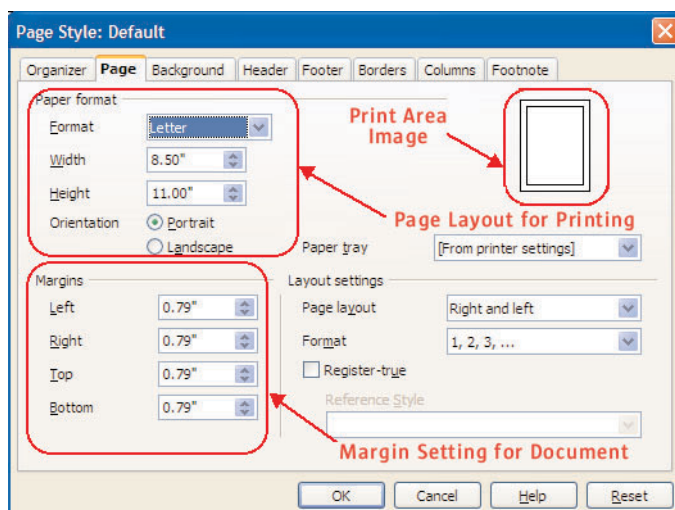 Page Style: Default
Organizer Page Background Header Footer Borders Columns Footnote
Paper format
Format Letter
Width 8.50"
Height 11.00"
Orientation Portrait
Landscape
Print Area
Image
Page Layout for Printing
Paper tray [From printer settings]
Margins
Left 0.79"
Right 0.79"
Top 0.79"
Bottom 0.79"
Layout settings
Page layout Right and left
Format 1, 2, 3, ...
Register-true
Reference Style
Margin Setting for Document
OK Cancel Help Reset